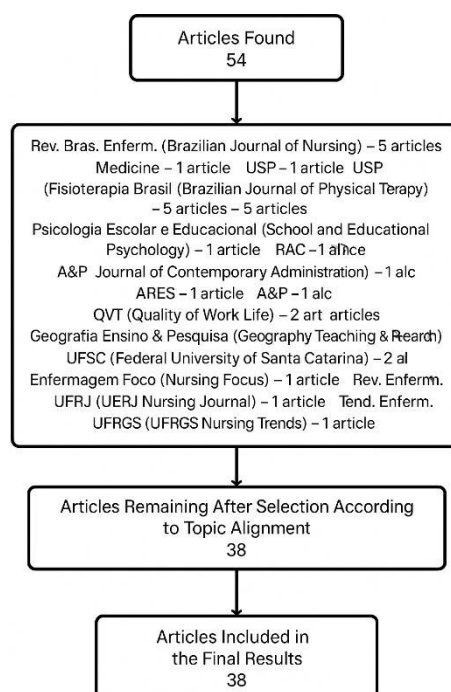 Articles Found
54
Rev. Bras. Enferm. (Brazilian Journal of Nursing) – 5 articles
Medicine – 1 article USP – 1 article USP
(Fisioterapia Brasil (Brazilian Journal of Physical Terapy)
– 5 articles – 5 articles
Psicologia Escolar e Educacional (School and Educational
Psychology) – 1 article RAC – 1
A&P Journal of Contemporary Administration) – 1 alc
ARES – 1 article A&P – 1 alc
QVT (Quality of Work Life) – 2 art articles
Geografia Ensino & Pesquisa (Geography Teaching &
UFSC (Federal University of Santa Catarina) – 2 al
Enfermagem Foco (Nursing Focus) – 1 article Rev. Enferm.
UFRJ (UERJ Nursing Journal) – 1 article Tend. Enferm.
UFRGS (UFRGS Nursing Trends) – 1 article
Articles Remaining After Selection According
to Topic Alignment
38
Articles Included in
the Final Results
38